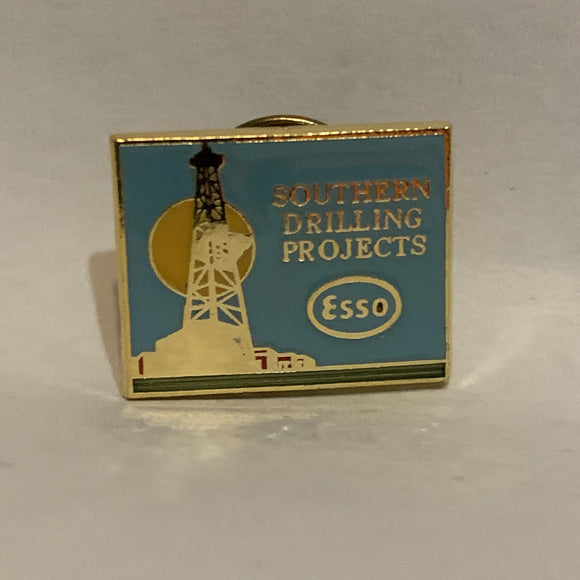 SOUTHERN
DRILLING
PROJECTS
Esso